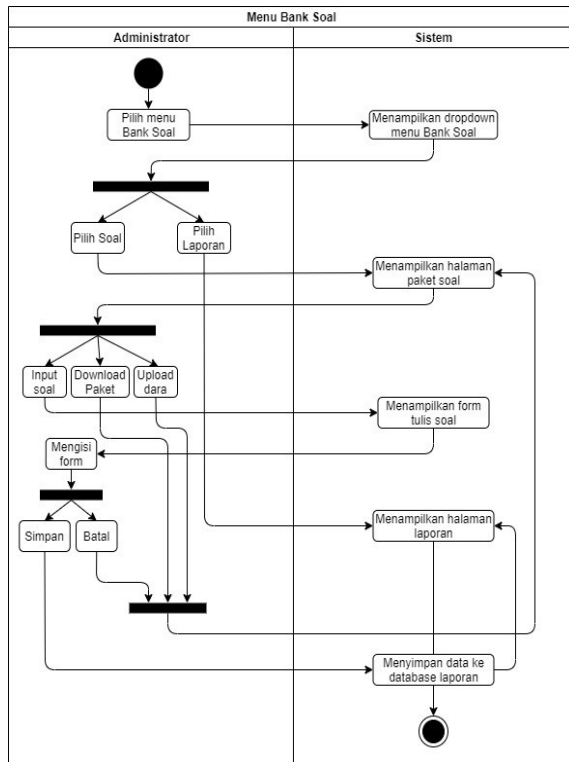 Menu Bank Soal
Administrator
Sistem
Pilih menu
Bank Soal
Menampilkan dropdown
menu Bank Soal
Pilih Soal
Pilih
Laporan
Menampilkan halaman
paket soal
Input
soal
Download
Paket
Upload
dara
Menampilkan form
tulis soal
Mengisi
form
Simpan
Batal
Menampilkan halaman
laporan
Menyimpan data ke
database laporan